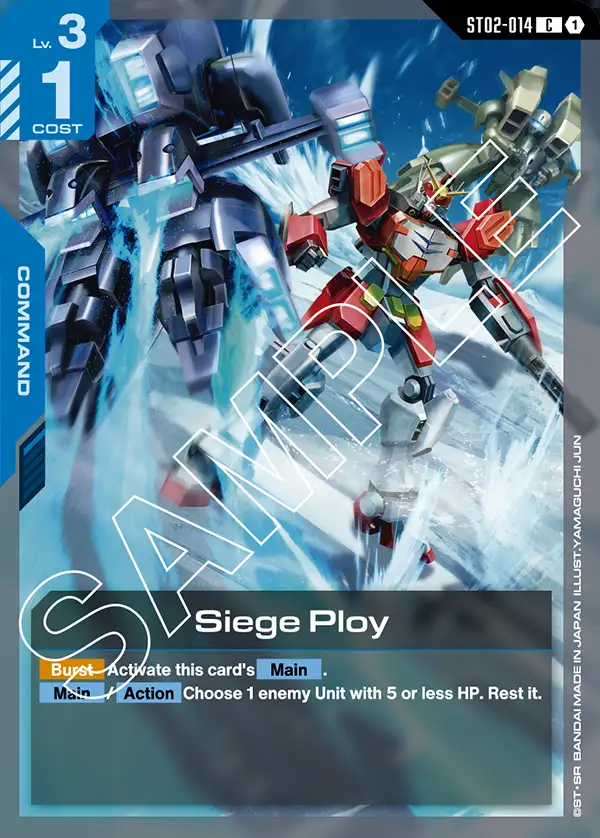 ST02-014 C 1
Lv. 3
1
COST
COMMAND
SAMPLE
Siege Ploy
Burst Activate this card's Main .
Main / Action Choose 1 enemy Unit with 5 or less HP. Rest it.
©ST・SR BANDAI MADE IN JAPAN ILLUST:YAMAGUCHI JUN